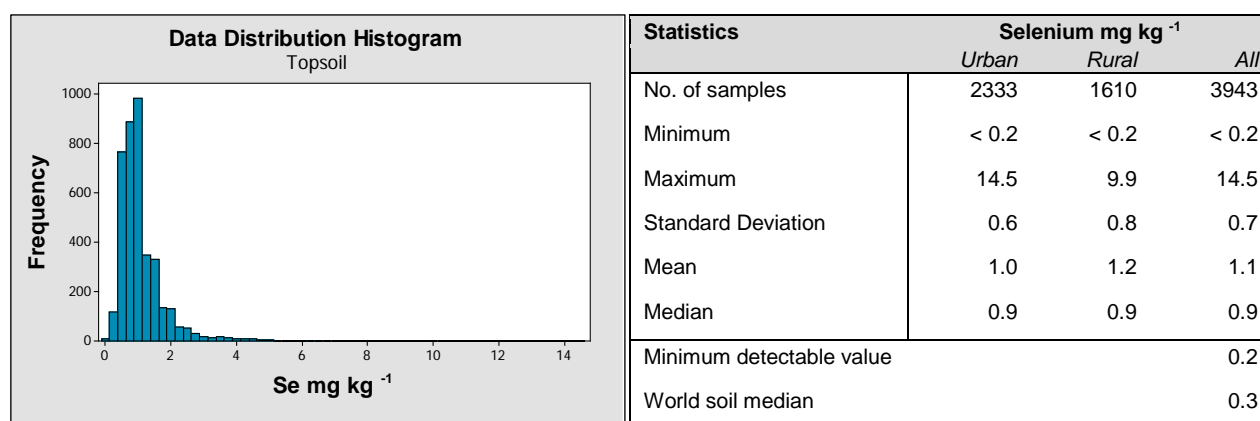 Data Distribution Histogram
Topsoil
Frequency
1000
800
600
400
200
0
0 2 4 6 8 10 12 14
Se mg kg -1
Statistics Selenium mg kg -1
Urban Rural All
No. of samples 2333 1610 3943
Minimum < 0.2 < 0.2 < 0.2
Maximum 14.5 9.9 14.5
Standard Deviation 0.6 0.8 0.7
Mean 1.0 1.2 1.1
Median 0.9 0.9 0.9
Minimum detectable value 0.2
World soil median 0.3